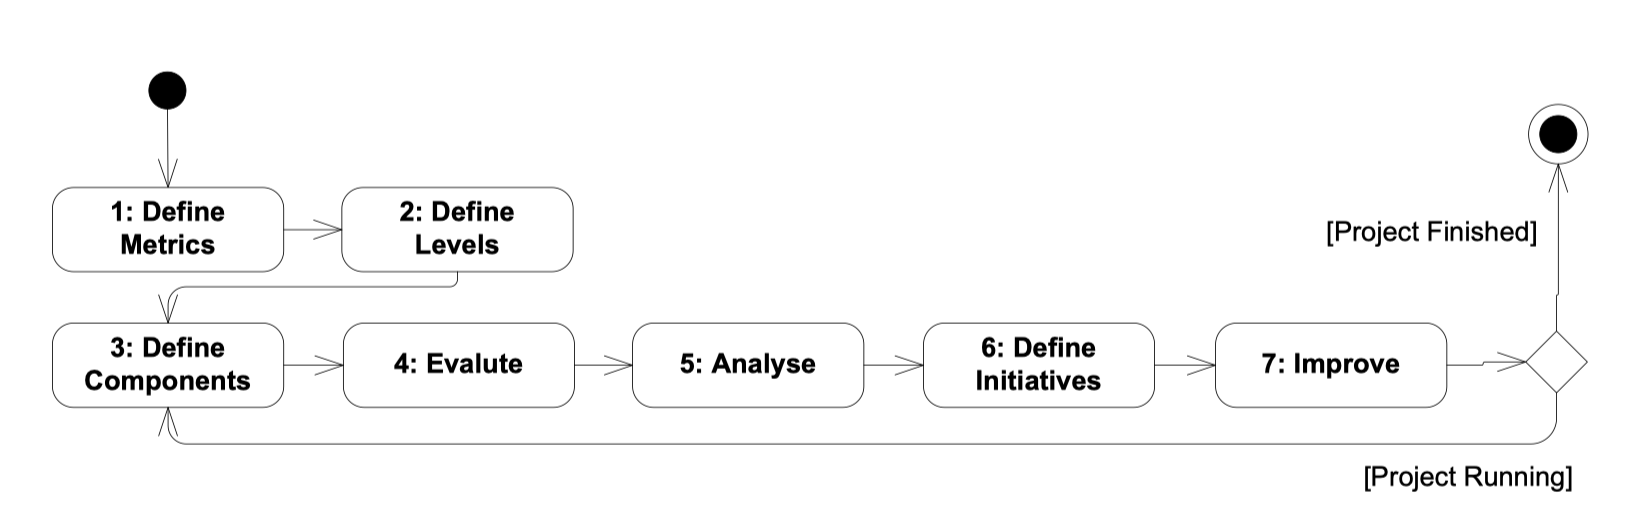 1: Define
Metrics
2: Define
Levels
[Project Finished]
3: Define
Components
4: Evalute
5: Analyse
6: Define
Initiatives
7: Improve
[Project Running]